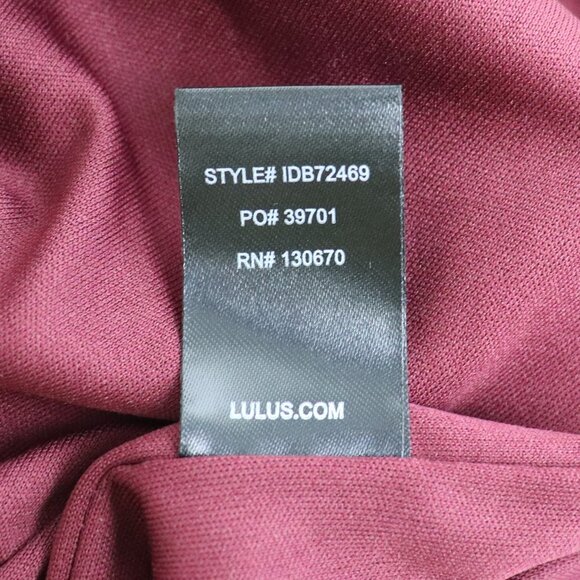 STYLE# IDB72469
PO# 39701
RN# 130670
LULUS.COM